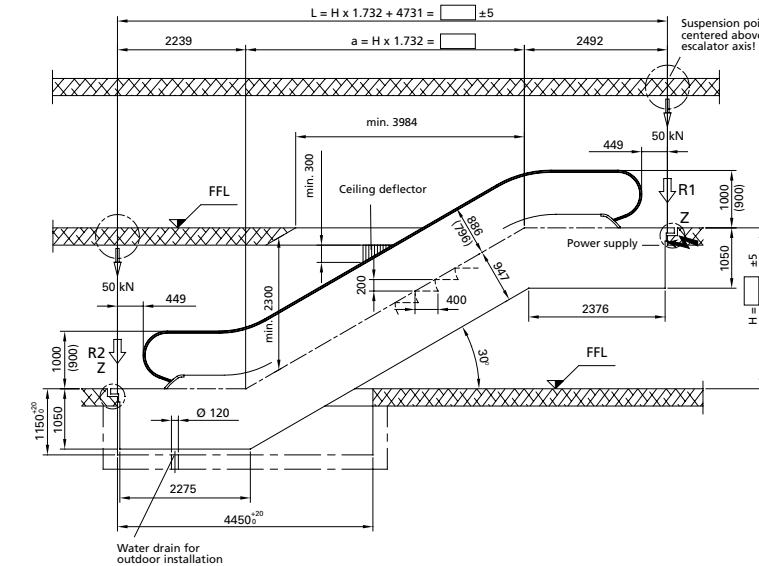 L = H x 1.732 + 4731 = ±5
Suspension
centered above
escalator axis!
2239
a = H x 1.732 =
2492
min. 3984
50 kN
449
min. 300
FFL
Ceiling deflector
R1
1000
(900)
Z
886
(796)
Power supply
947
1050
H = ±5
50 kN
200
449
min. 2300
400
2376
R2
Z
1000
(900)
30°
FFL
1150 +20 0
1050
Ø 120
2275
4450 +20 0
Water drain for
outdoor installation